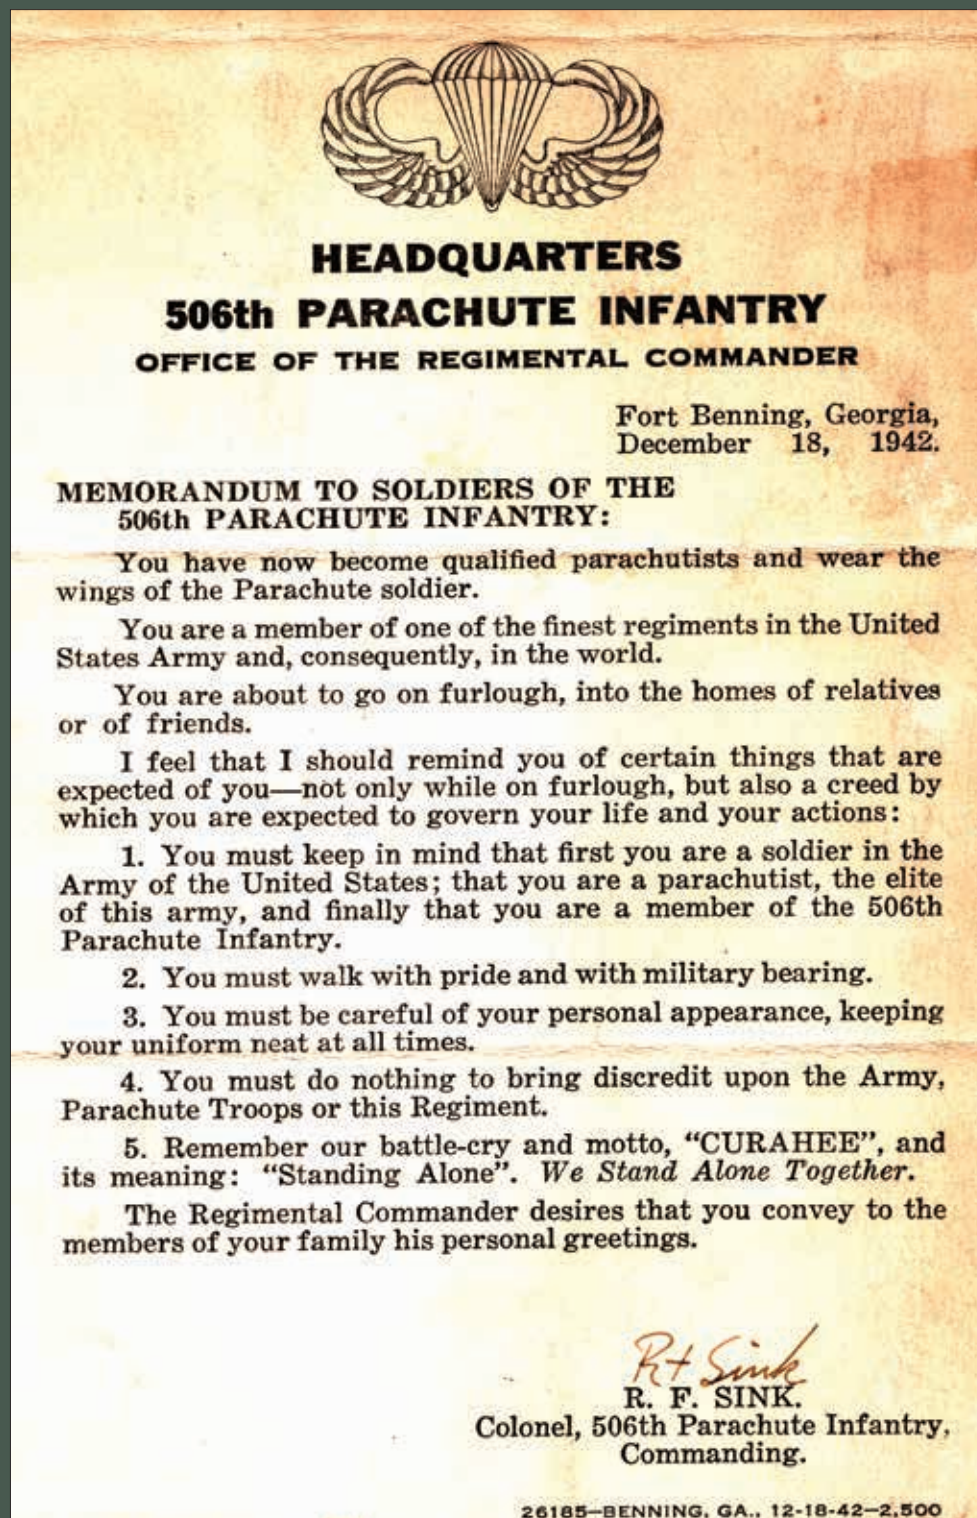 HEADQUARTERS
506th PARACHUTE INFANTRY
OFFICE OF THE REGIMENTAL COMMANDER
Fort Benning, Georgia,
December 18, 1942.
MEMORANDUM TO SOLDIERS OF THE
506th PARACHUTE INFANTRY:
You have now become qualified parachutists and wear the
wings of the Parachute soldier.
You are a member of one of the finest regiments in the United
States Army and, consequently, in the world.
You are about to go on furlough, into the homes of relatives
or of friends.
I feel that I should remind you of certain things that are
expected of you—not only while on furlough, but also a creed by
which you are expected to govern your life and your actions:
1. You must keep in mind that first you are a soldier in the
Army of the United States; that you are a parachutist, the elite
of this army, and finally that you are a member of the 506th
Parachute Infantry.
2. You must walk with pride and with military bearing.
3. You must be careful of your personal appearance, keeping
your uniform neat at all times.
4. You must do nothing to bring discredit upon the Army,
Parachute Troops or this Regiment.
5. Remember our battle-cry and motto, “CURAHEE”, and
its meaning: “Standing Alone”. We Stand Alone Together.
The Regimental Commander desires that you convey to the
members of your family his personal greetings.
R F Sink
R. F. SINK.
Colonel, 506th Parachute Infantry,
Commanding.
26185—BENNING, GA., 12-18-42—2,500